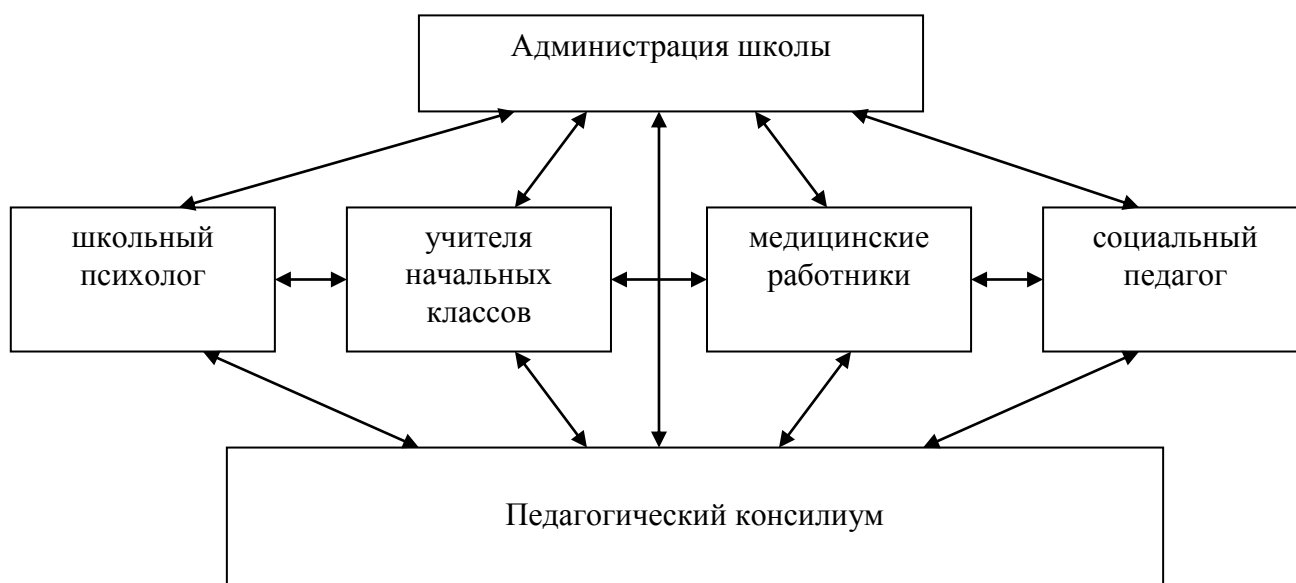 Администрация школы
школьный
психолог
учителя
начальных
классов
медицинские
работники
социальный
педагог
Педагогический консилиум